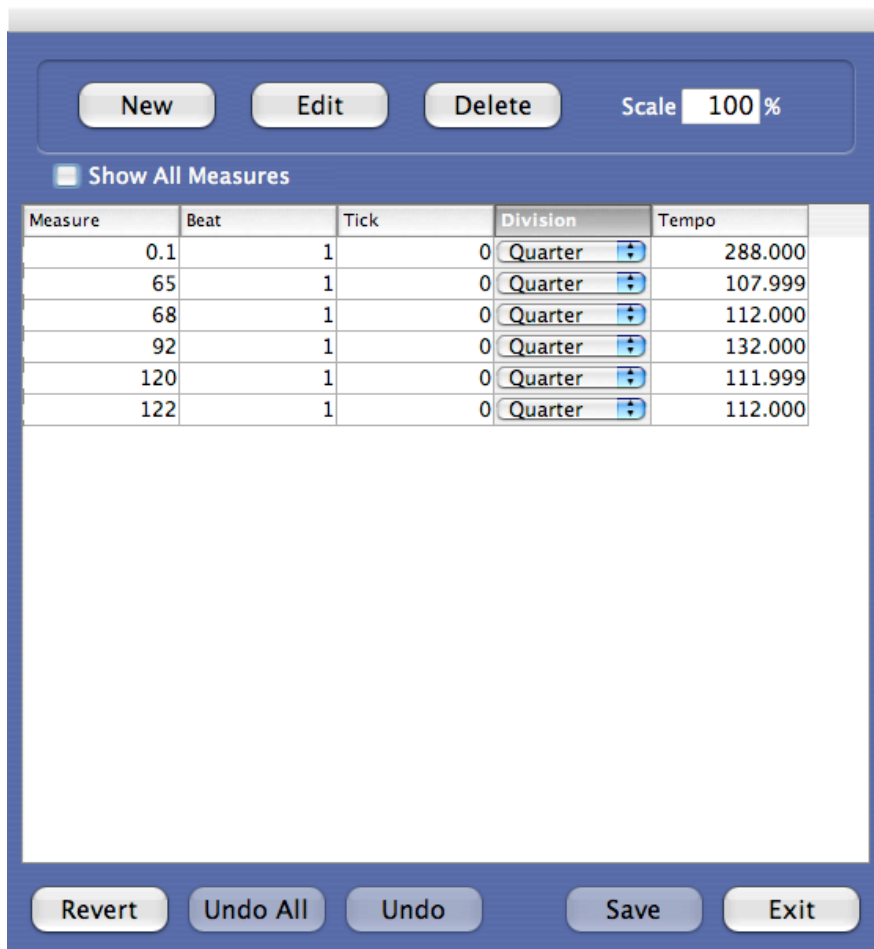 New Edit Delete Scale 100 %
Show All Measures
Measure Beat Tick Division Tempo
0.1 1 0 Quarter 288.000
65 1 0 Quarter 107.999
68 1 0 Quarter 112.000
92 1 0 Quarter 132.000
120 1 0 Quarter 111.999
122 1 0 Quarter 112.000
Revert Undo All Undo Save Exit